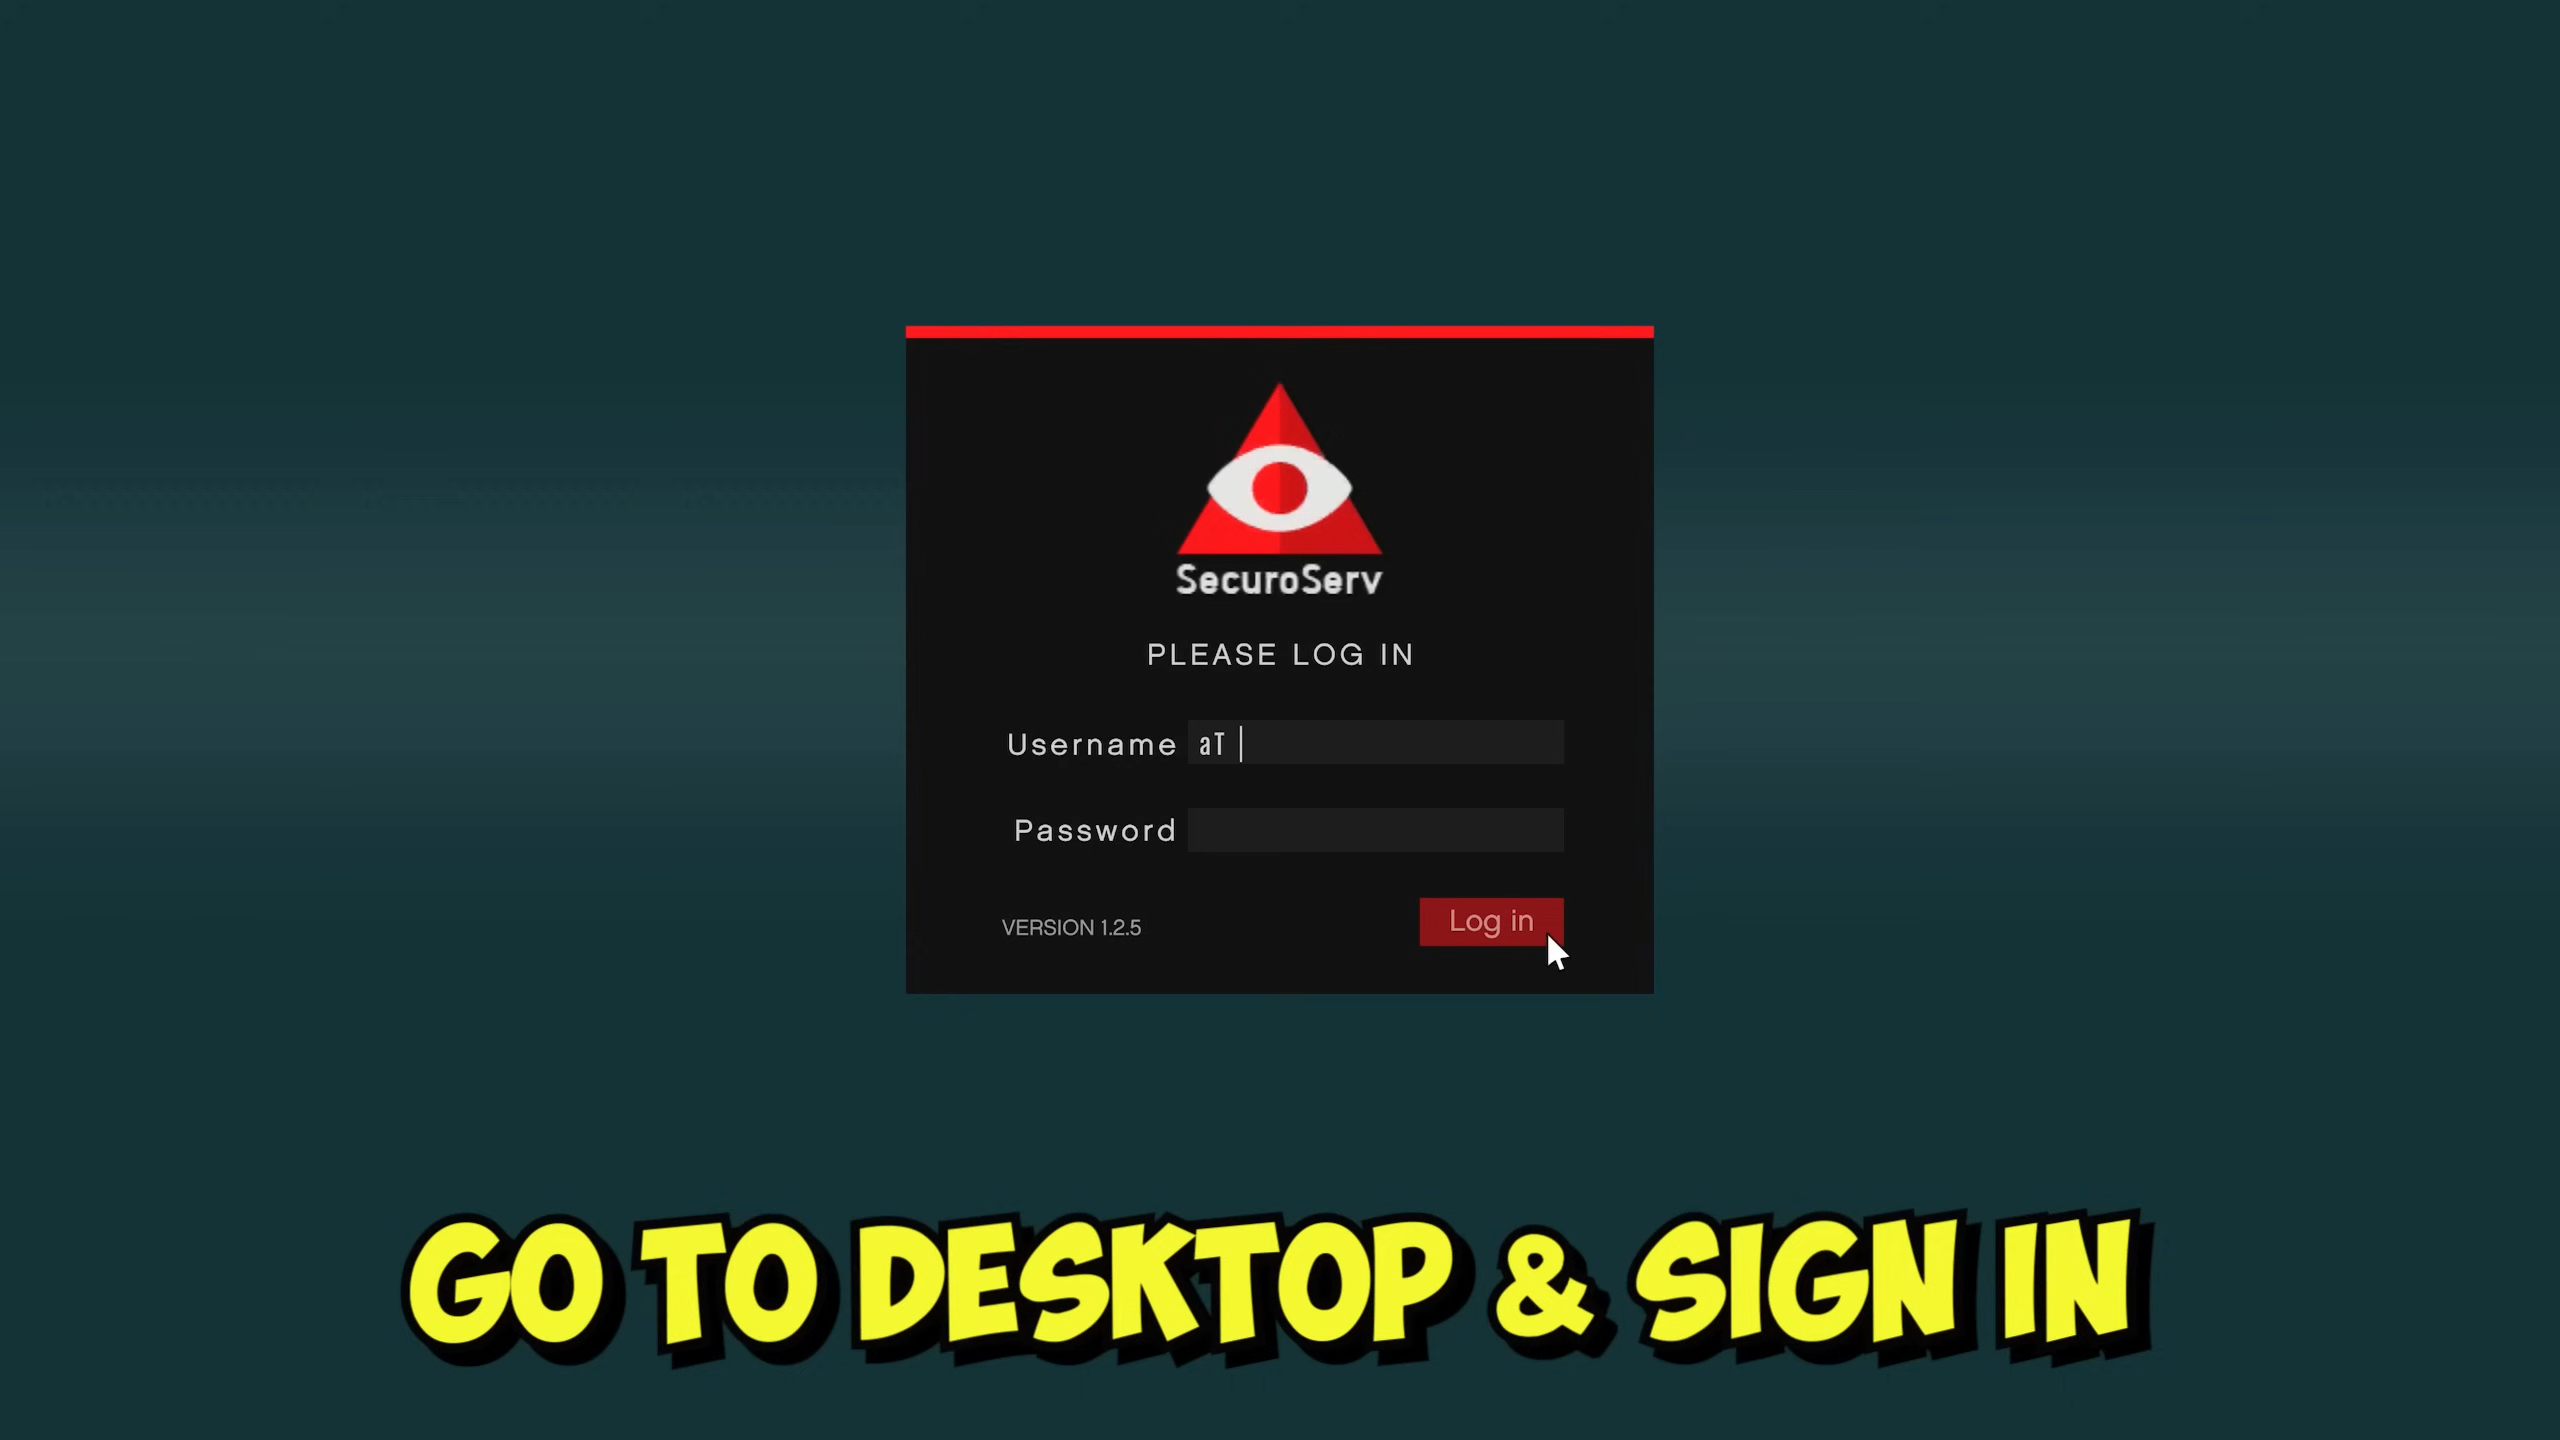 SecuroServ
PLEASE LOG IN
Username aT
Password
VERSION 1.2.5
Log in
GO TO DESKTOP & SIGN IN